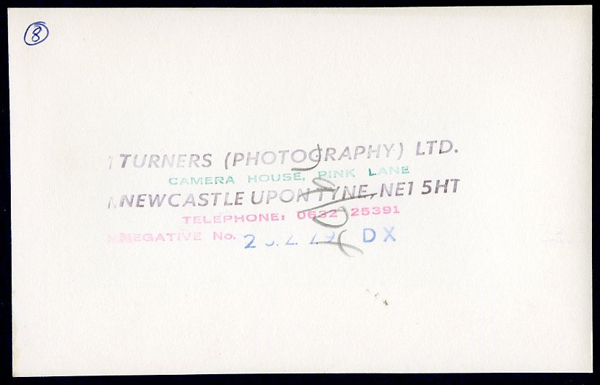 8
TURNERS (PHOTOGRAPHY) LTD.
CAMERA HOUSE, PINK LANE
NEWCASTLE UPON TYNE, NE1 5HT
TELEPHONE: 0632 25391
NEGATIVE No. DX